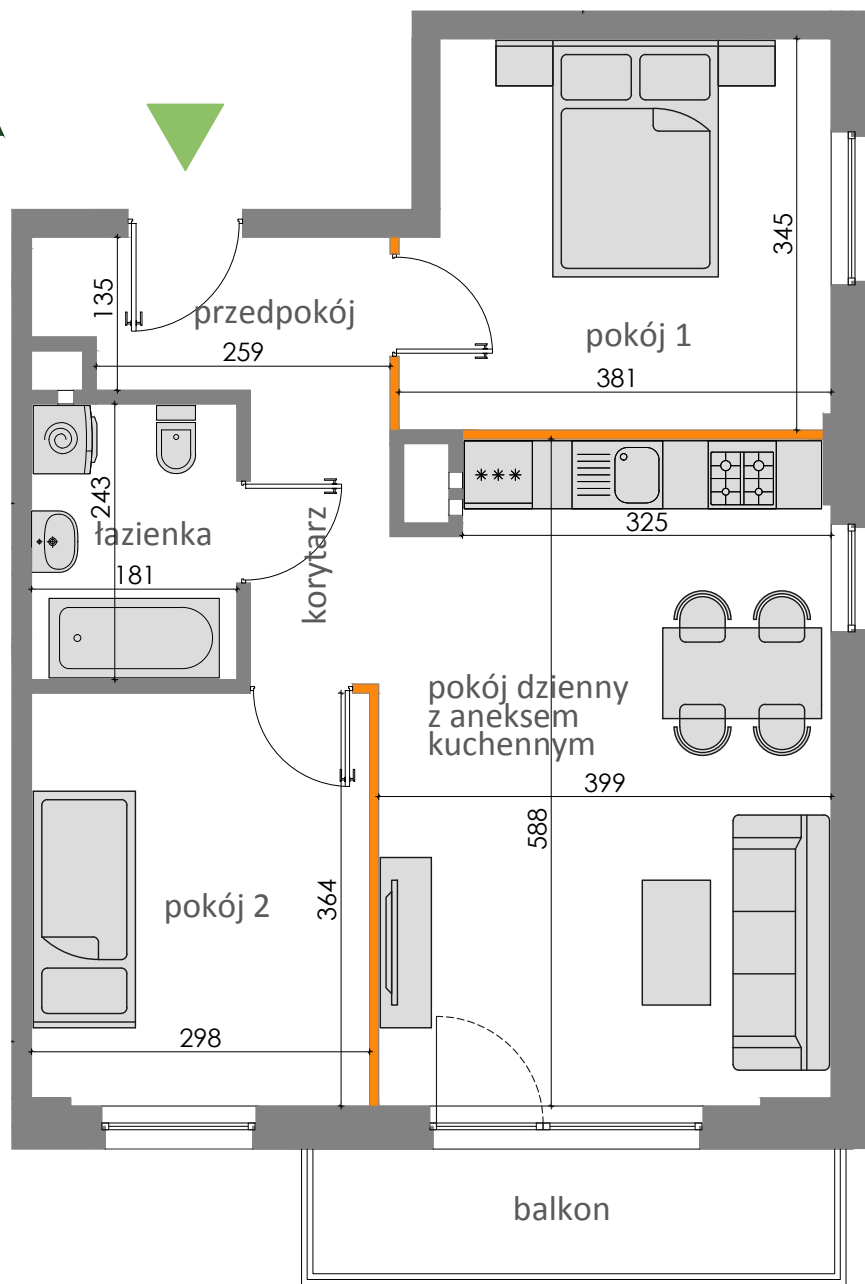 345
135
przedpokój
pokój 1
259
381
243
łazienka
325
korytarz
181
pokój dzienny
z aneksem
kuchennym
399
588
pokój 2
364
298
balkon